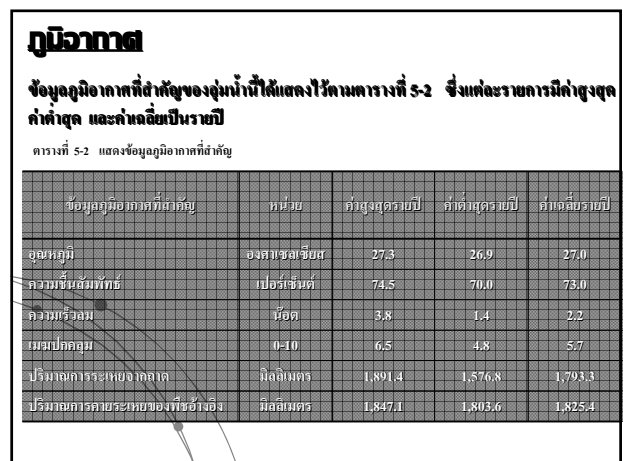 ภูมิอากาศ
ข้อมูลภูมิอากาศที่สำคัญของลุ่มน้ำนี้ได้แสดงไว้ตามตารางที่ 5-2 ซึ่งแต่ละรายการมีค่าสูงสุด
ค่าต่ำสุด และค่าเฉลี่ยเป็นรายปี
ตารางที่ 5-2 แสดงข้อมูลภูมิอากาศที่สำคัญ
ข้อมูลภูมิอากาศที่สำคัญ หน่วย ค่าสูงสุดรายปี ค่าต่ำสุดรายปี ค่าเฉลี่ยรายปี
อุณหภูมิ องศาเซลเซียส 27.3 26.9 27.0
ความชื้นสัมพัทธ์ เปอร์เซ็นต์ 74.5 70.0 73.0
ความเร็วลม น๊อต 3.8 1.4 2.2
เมฆปกคลุม 0-10 6.5 4.8 5.7
ปริมาณการระเหยจากถาด มิลลิเมตร 1,891.4 1,576.8 1,793.3
ปริมาณการคายระเหยของพืชอ้างอิง มิลลิเมตร 1,847.1 1,803.6 1,825.4